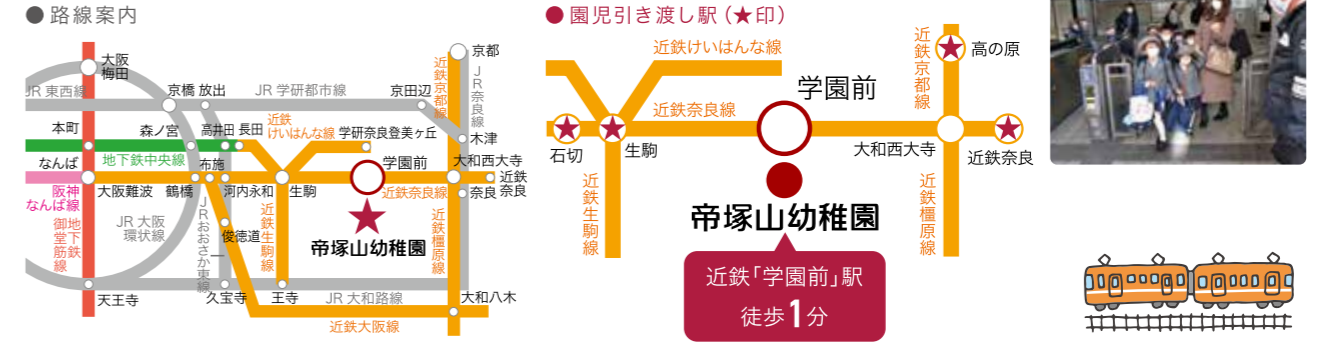 ●路線案内
大阪
梅田
京都
JR 東西線
京橋
放出
JR 学研都市線
京田辺
近鉄京都線
JR奈良線
本町
森ノ宮
高井田
長田
近鉄
けいはんな線
学研奈良登美ヶ丘
木津
地下鉄中央線
なんば
布施
学園前
大和西大寺
阪神
なんば線
大阪難波
鶴橋
河内永和
生駒
近鉄奈良線
奈良
近鉄
奈良
地下鉄
御堂筋線
JR 大阪
環状線
JRおおさか東線
俊徳道
近鉄生駒線
帝塚山幼稚園
近鉄橿原線
天王寺
久宝寺
王寺
JR 大和路線
大和八木
近鉄大阪線
●園児引き渡し駅（★印）
近鉄けいはんな線
近鉄京都線
高の原
学園前
近鉄奈良線
石切
生駒
大和西大寺
近鉄奈良
近鉄生駒線
近鉄橿原線
帝塚山幼稚園
近鉄「学園前」駅
徒歩1分